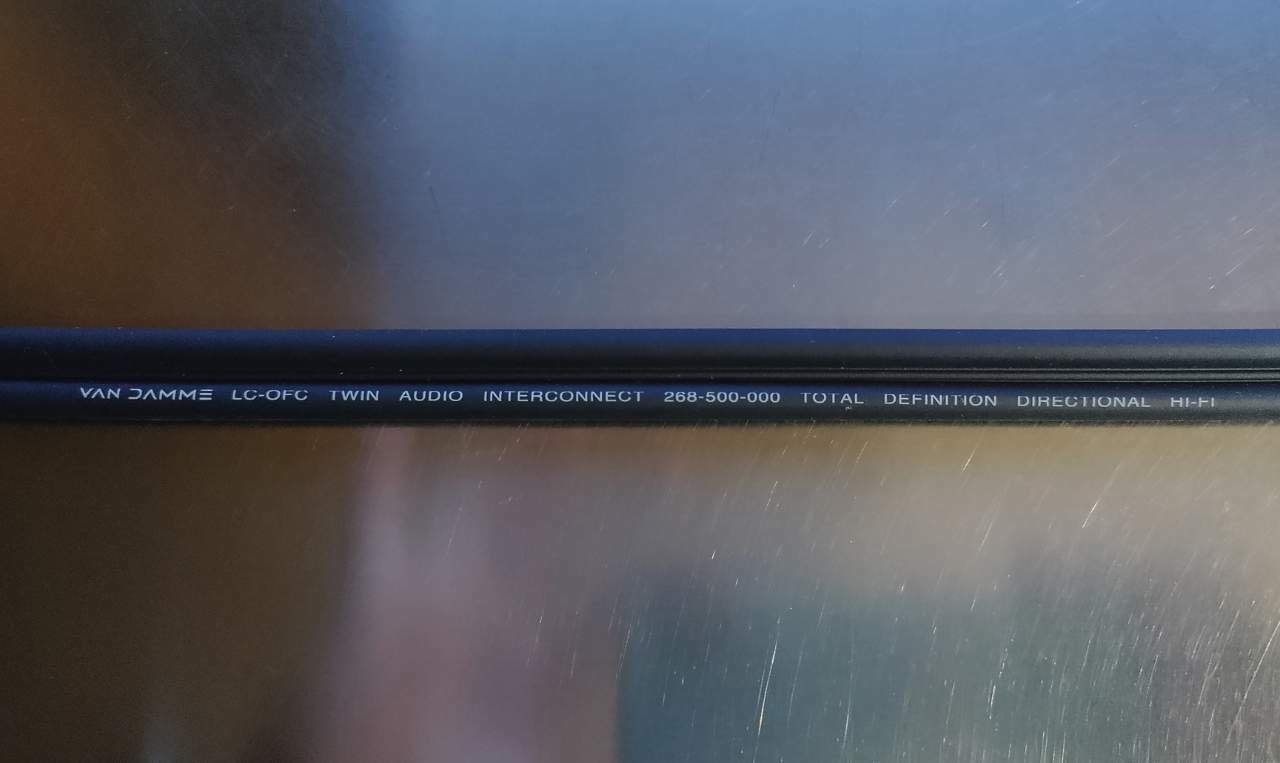 VAN DAMME LC-OFC TWIN AUDIO INTERCONNECT 268-500-000 TOTAL DEFINITION DIRECTIONAL HI-FI